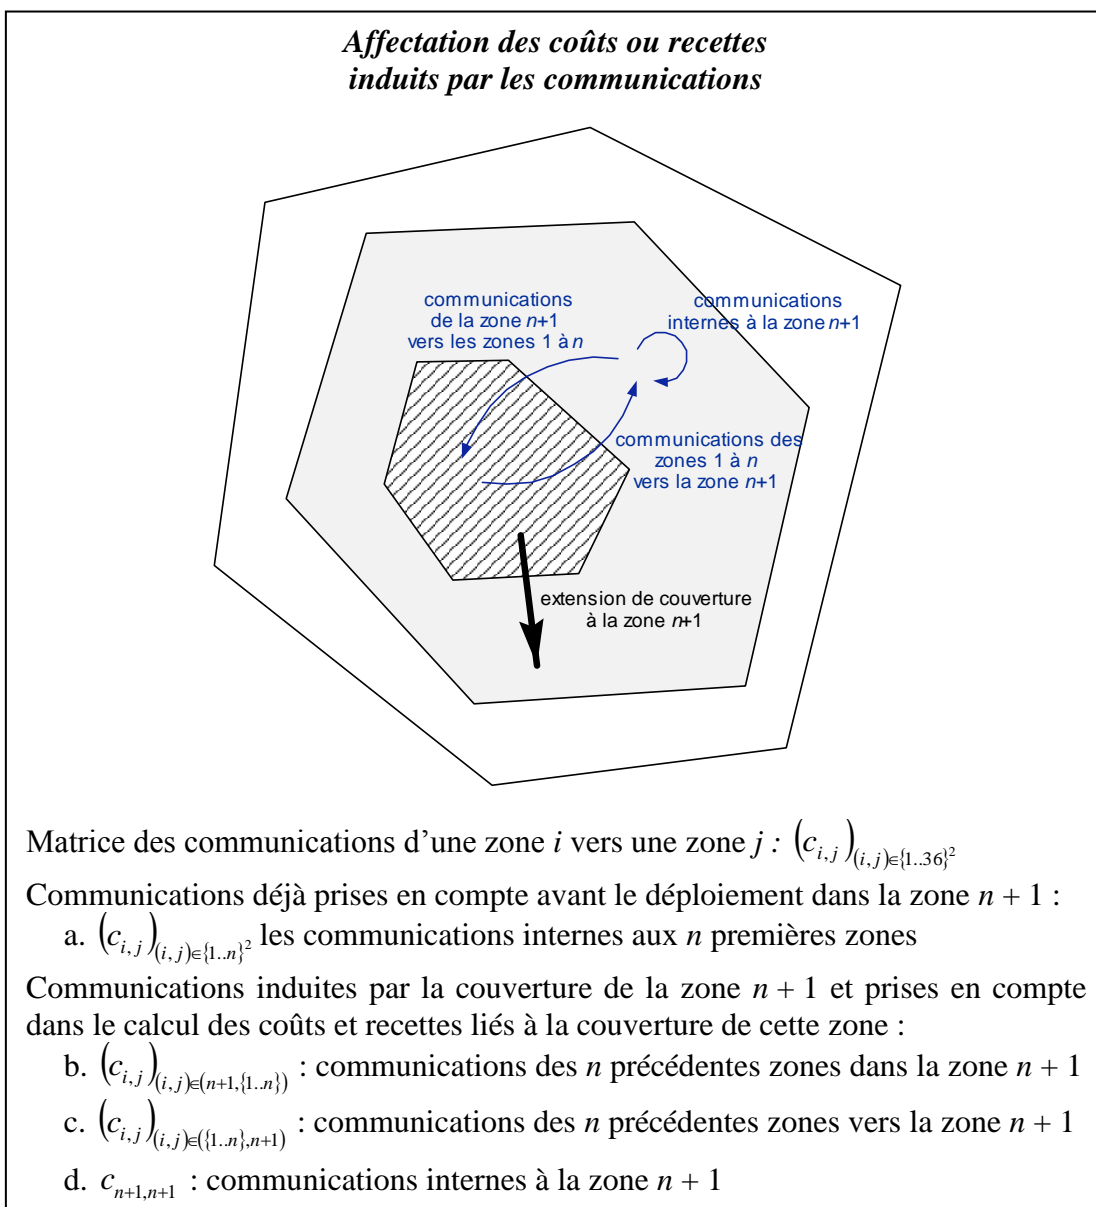 Affectation des coûts ou recettes
induits par les communications
communications
de la zone n+1
vers les zones 1 à n
communications
internes à la zone n+1
communications des
zones 1 à n
vers la zone n+1
extension de couverture
à la zone n+1
Matrice des communications d’une zone i vers une zone j : (c_{i,j})_{(i,j)∈{1..36}²}
Communications déjà prises en compte avant le déploiement dans la zone n + 1 :
a. (c_{i,j})_{(i,j)∈{1..n}²} les communications internes aux n premières zones
Communications induites par la couverture de la zone n + 1 et prises en compte
dans le calcul des coûts et recettes liés à la couverture de cette zone :
b. (c_{i,j})_{(i,j)∈(n+1,{1..n})} : communications des n précédentes zones dans la zone n + 1
c. (c_{i,j})_{(i,j)∈({1..n},n+1)} : communications des n précédentes zones vers la zone n + 1
d. c_{n+1,n+1} : communications internes à la zone n + 1